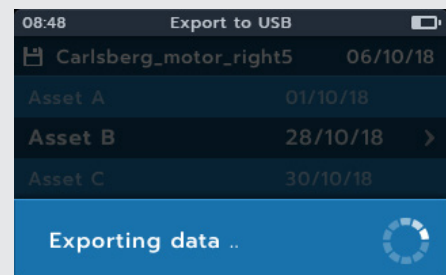 08:48 Export to USB
Carlsberg_motor_right5 06/10/18
Asset A 01/10/18
Asset B 28/10/18
Asset C 30/10/18
Exporting data ..